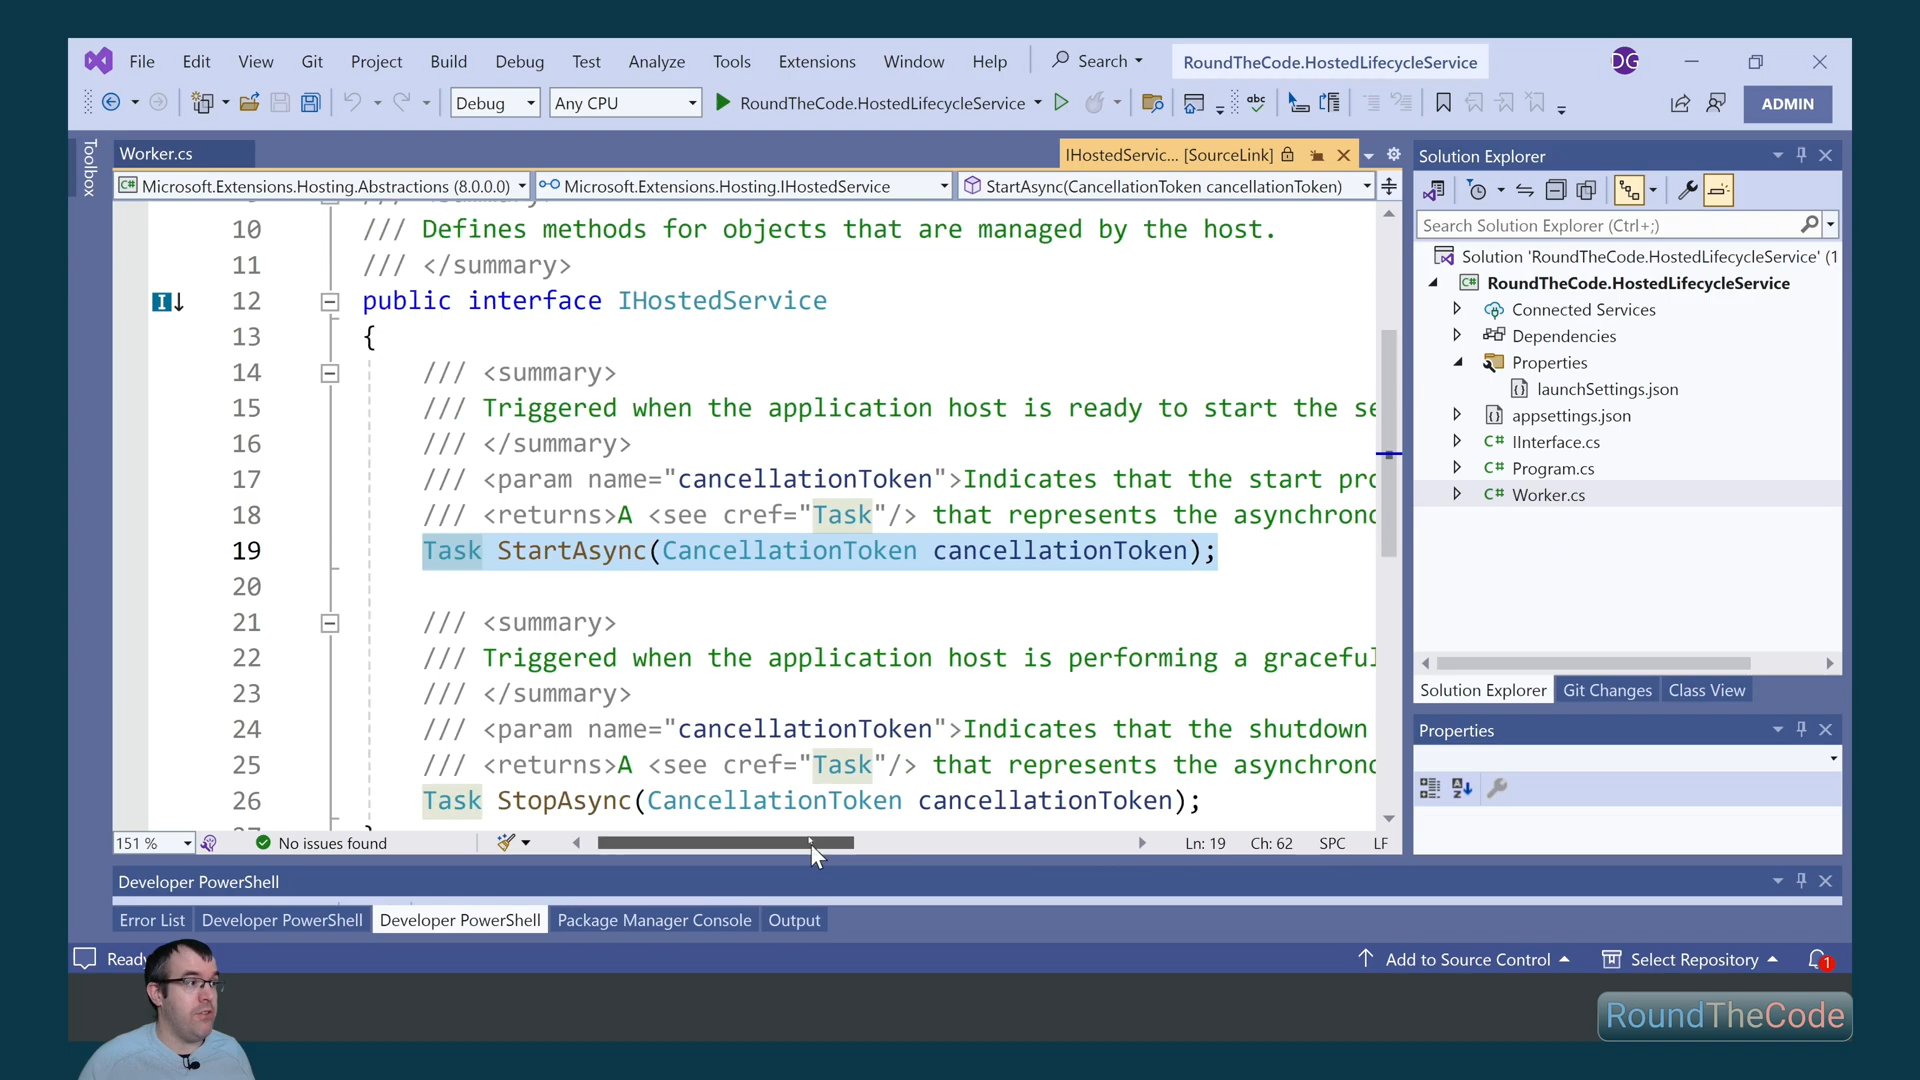 File Edit View Git Project Build Debug Test Analyze Tools Extensions Window Help Search RoundTheCode.HostedLifecycleService DG
Debug Any CPU RoundTheCode.HostedLifecycleService abc ADMIN
Toolbox
Worker.cs IHostedServic... [SourceLink]
C# Microsoft.Extensions.Hosting.Abstractions (8.0.0.0) Microsoft.Extensions.Hosting.IHostedService StartAsync(CancellationToken cancellationToken)
10 /// Defines methods for objects that are managed by the host.
11 /// </summary>
12 public interface IHostedService
13 {
14 /// <summary>
15 /// Triggered when the application host is ready to start the se
16 /// </summary>
17 /// <param name="cancellationToken">Indicates that the start pro
18 /// <returns>A <see cref="Task"/> that represents the asynchrono
19 Task StartAsync(CancellationToken cancellationToken);
20
21 /// <summary>
22 /// Triggered when the application host is performing a graceful
23 /// </summary>
24 /// <param name="cancellationToken">Indicates that the shutdown
25 /// <returns>A <see cref="Task"/> that represents the asynchrono
26 Task StopAsync(CancellationToken cancellationToken);
151 % No issues found Ln: 19 Ch: 62 SPC LF
Solution Explorer
Search Solution Explorer (Ctrl+;)
Solution 'RoundTheCode.HostedLifecycleService' (1
C# RoundTheCode.HostedLifecycleService
Connected Services
Dependencies
Properties
launchSettings.json
appsettings.json
C# IInterface.cs
C# Program.cs
C# Worker.cs
Solution Explorer Git Changes Class View
Properties
Developer PowerShell
Error List Developer PowerShell Developer PowerShell Package Manager Console Output
Ready Add to Source Control Select Repository 1
RoundTheCode